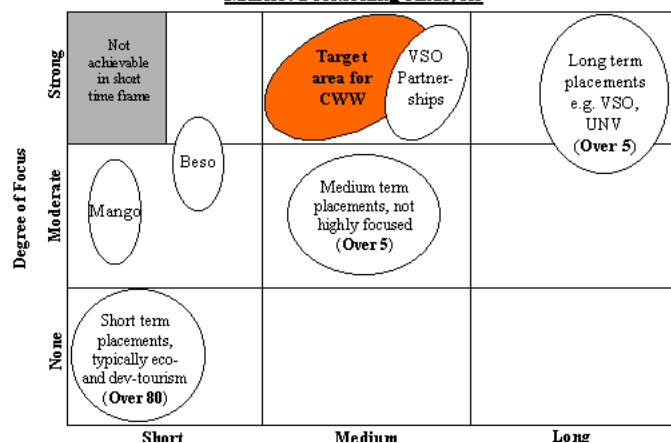 Strong
Not
achievable
in short
time frame
Target
area for
CWW
VSO
Partner-
ships
Long term
placements
e.g. VSO,
UNV
(Over 5)
Degree of Focus
Moderate
Mango
Beso
Medium term
placements, not
highly focused
(Over 5)
None
Short term
placements,
typically eco-
and dev-tourism
(Over 80)
Short
Medium
Long